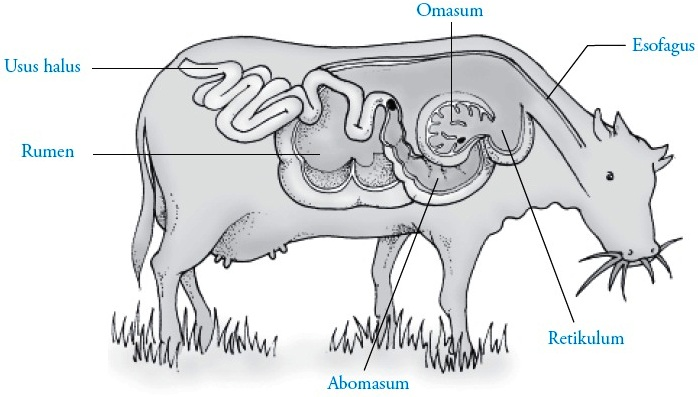 Omasum
Esofagus
Usus halus
Rumen
Retikulum
Abomasum